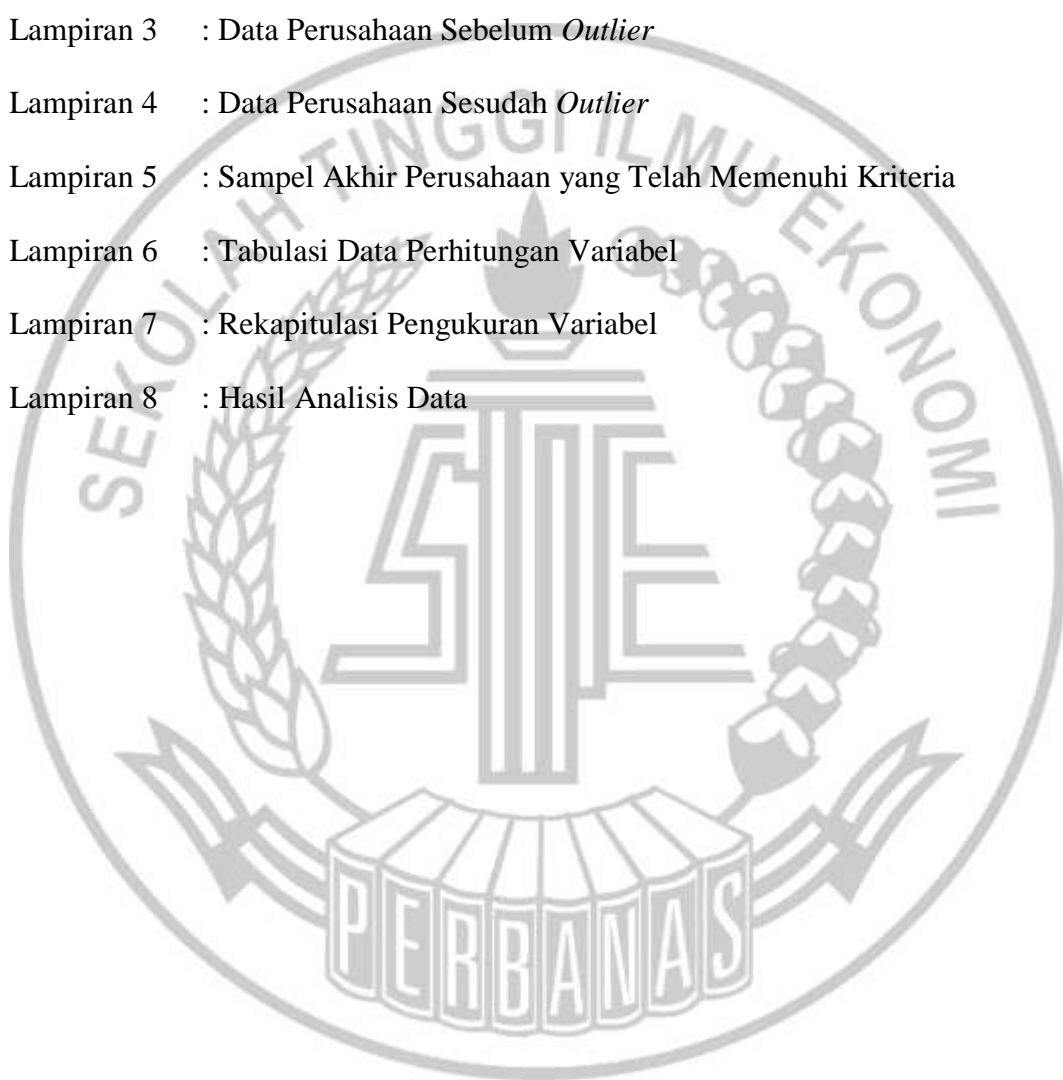 Lampiran 3 : Data Perusahaan Sebelum Outlier
Lampiran 4 : Data Perusahaan Sesudah Outlier
Lampiran 5 : Sampel Akhir Perusahaan yang Telah Memenuhi Kriteria
Lampiran 6 : Tabulasi Data Perhitungan Variabel
Lampiran 7 : Rekapitulasi Pengukuran Variabel
Lampiran 8 : Hasil Analisis Data
SEKOLAH TINGGI ILMU EKONOMI
STIE
PERBANAS